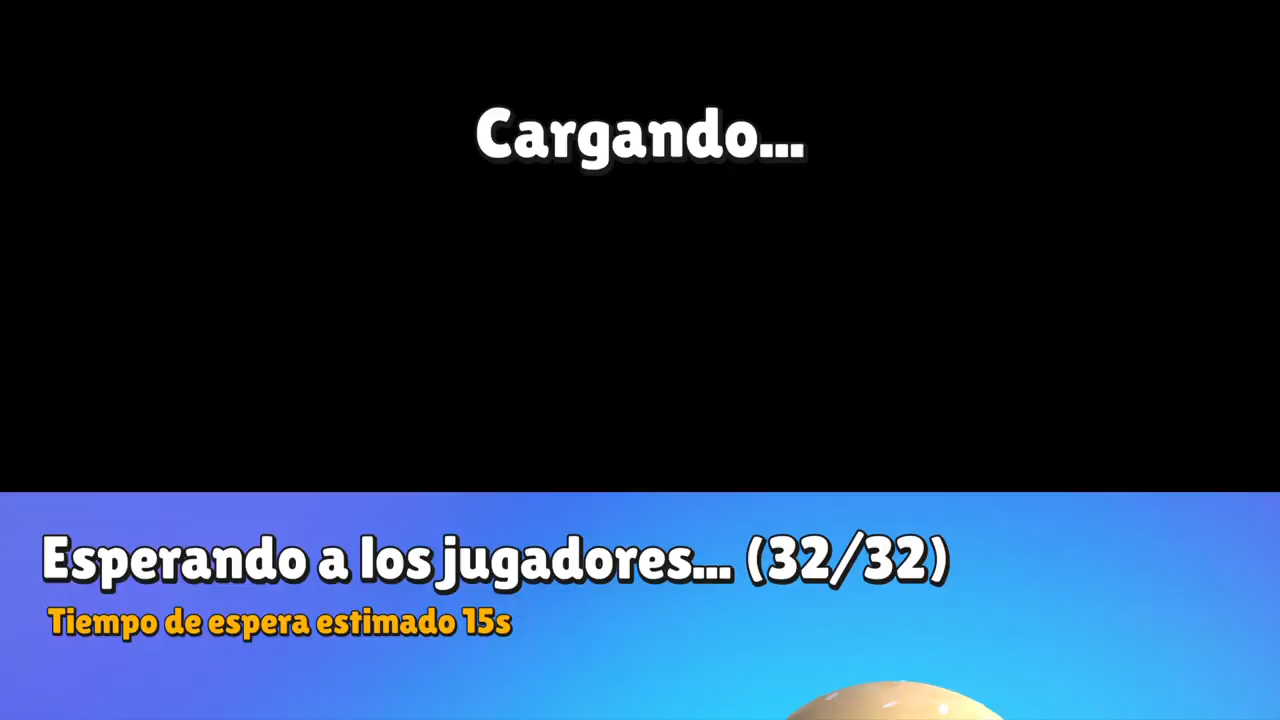 Cargando...
Esperando a los jugadores... (32/32)
Tiempo de espera estimado 15s